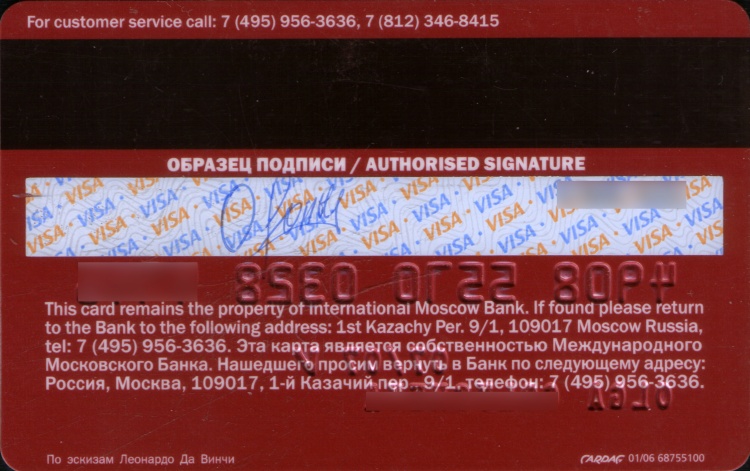 For customer service call: 7 (495) 956-3636, 7 (812) 346-8415
ОБРАЗЕЦ ПОДПИСИ / AUTHORISED SIGNATURE
This card remains the property of International Moscow Bank. If found please return
to the Bank to the following address: 1st Kazachy Per. 9/1, 109017 Moscow Russia,
tel: 7 (495) 956-3636. Эта карта является собственностью Международного
Московского Банка. Нашедшего просим вернуть в Банк по следующему адресу:
Россия, Москва, 109017, 1-й Казачий пер. 9/1, телефон: 7 (495) 956-3636.
По эскизам Леонардо Да Винчи
01/06 68755100